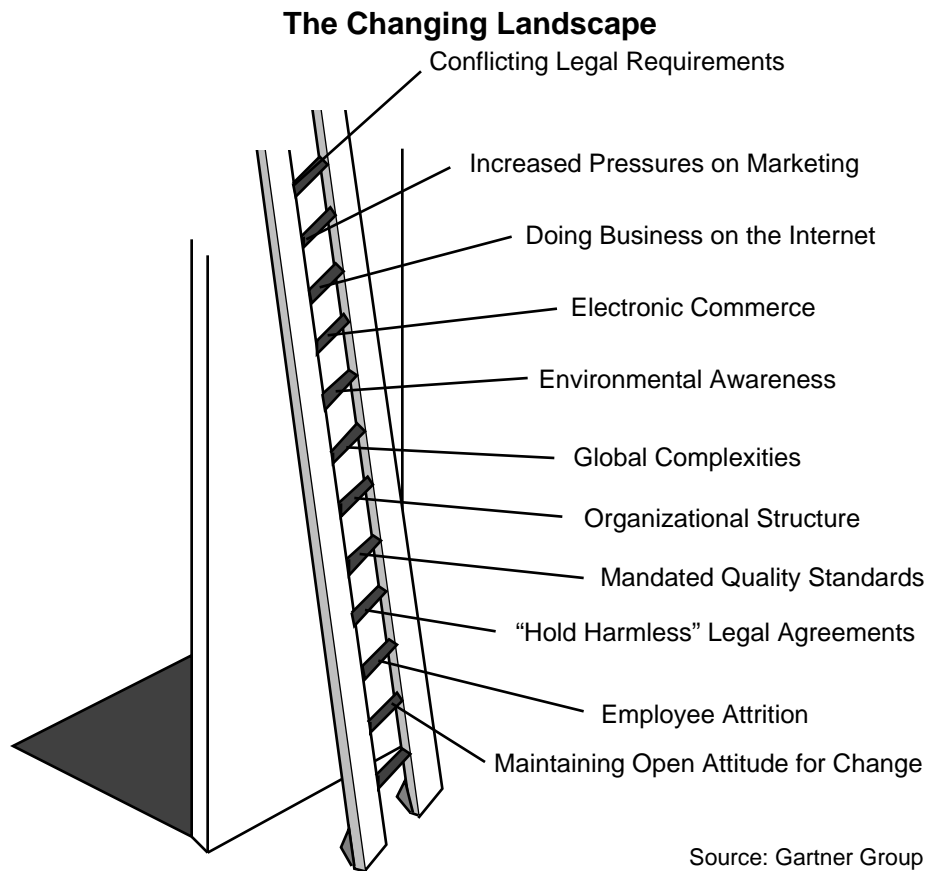 The Changing Landscape
Conflicting Legal Requirements
Increased Pressures on Marketing
Doing Business on the Internet
Electronic Commerce
Environmental Awareness
Global Complexities
Organizational Structure
Mandated Quality Standards
“Hold Harmless” Legal Agreements
Employee Attrition
Maintaining Open Attitude for Change
Source: Gartner Group